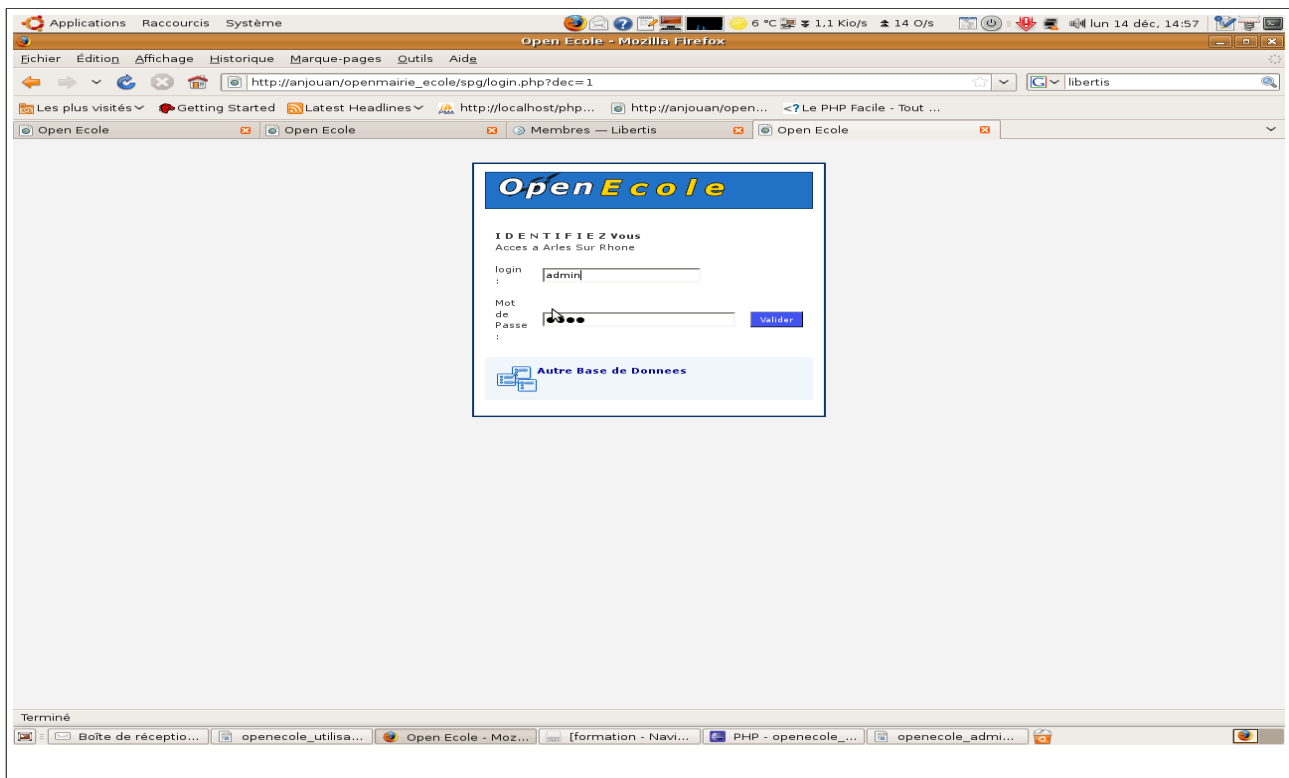 Applications Raccourcis Système 6 °C 1,1 Kio/s 14 O/s lun 14 déc, 14:57
Open Ecole - Mozilla Firefox
Fichier Édition Affichage Historique Marque-pages Outils Aide
http://anjouan/openmairie_ecole/spg/login.php?dec=1 G libertis
Les plus visités Getting Started Latest Headlines http://localhost/php... http://anjouan/open... <? Le PHP Facile - Tout ...
Open Ecole Open Ecole Membres — Libertis Open Ecole
OpenEcole
IDENTIFIEZ Vous
Acces a Arles Sur Rhone
login
:
admin
Mot
de
Passe
:
Valider
Autre Base de Donnees
Terminé
Boîte de réceptio... openecole_utilisa... Open Ecole - Moz... [formation - Navi... PHP - openecole_... openecole_admi...